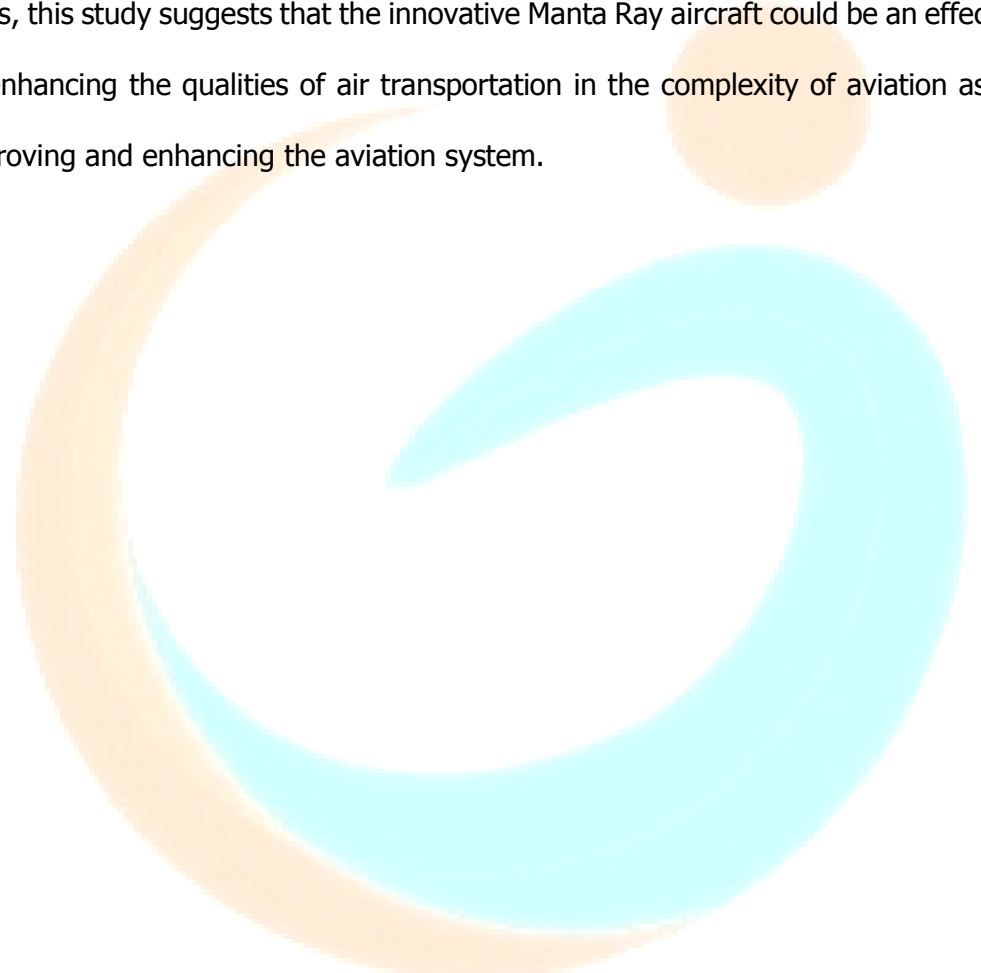 s, this study suggests that the innovative Manta Ray aircraft could be an effec
enhancing the qualities of air transportation in the complexity of aviation as
roving and enhancing the aviation system.